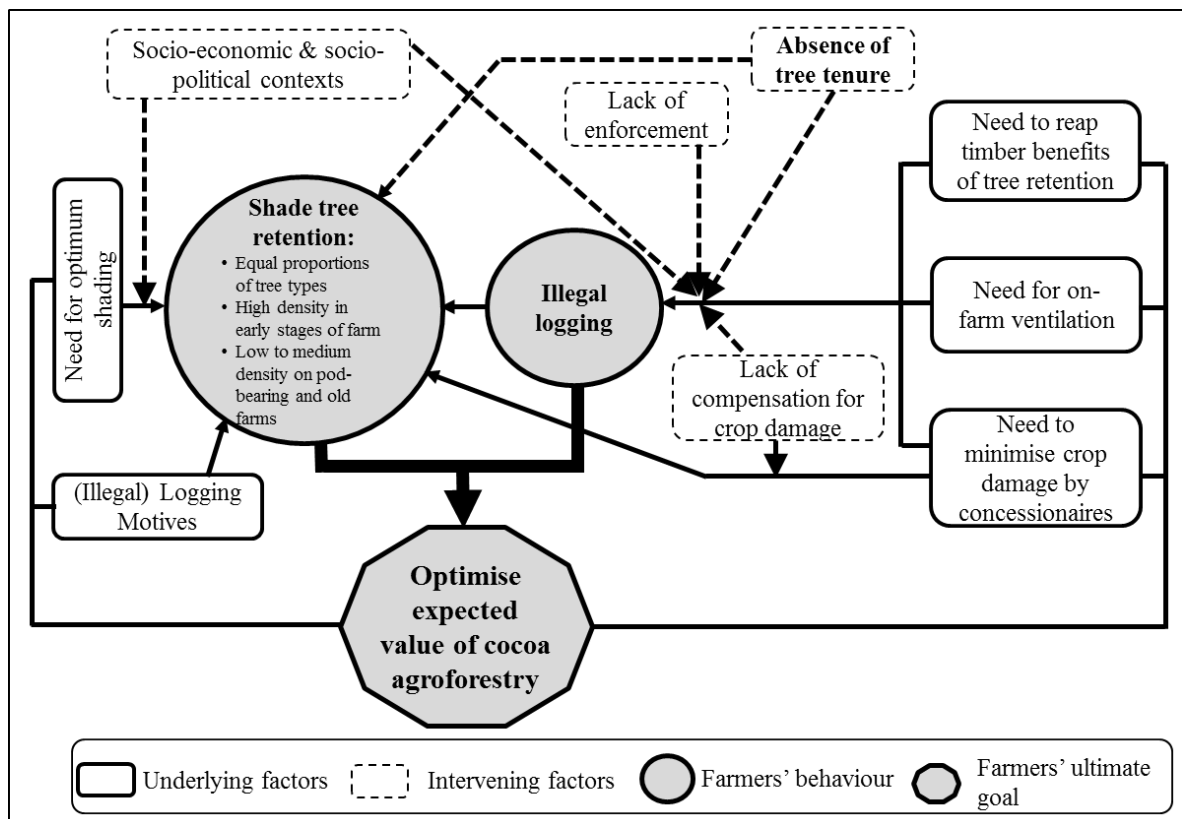 Socio-economic & socio-
political contexts
Absence of
tree tenure
Lack of
enforcement
Need to reap
timber benefits
of tree retention
Need for optimum
shading
Shade tree
retention:
• Equal proportions
of tree types
• High density in
early stages of farm
• Low to medium
density on pod-
bearing and old
farms
Illegal
logging
Need for on-
farm ventilation
Lack of
compensation for
crop damage
Need to
minimise crop
damage by
concessionaires
(Illegal) Logging
Motives
Optimise
expected
value of cocoa
agroforestry
Underlying factors
Intervening factors
Farmers' behaviour
Farmers' ultimate
goal